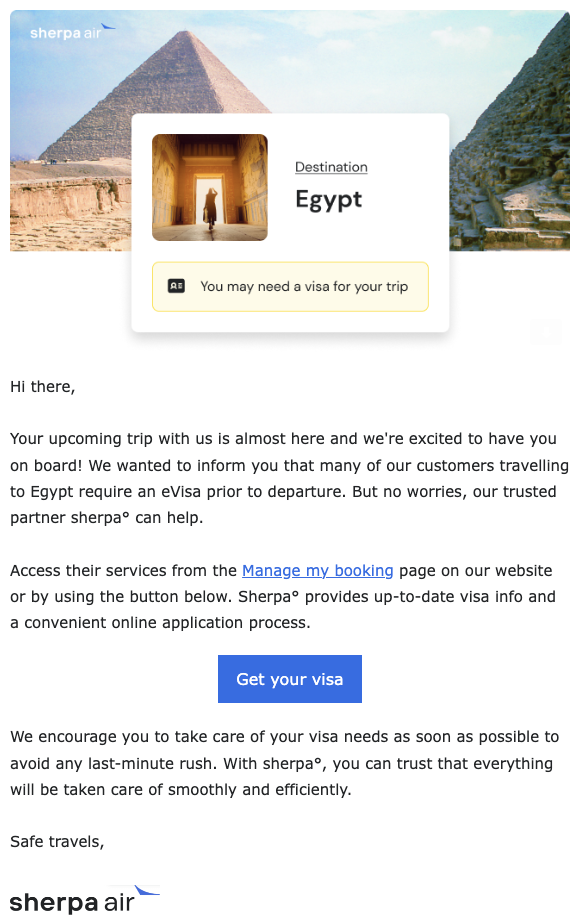 sherpa air
Destination
Egypt
You may need a visa for your trip
Hi there,
Your upcoming trip with us is almost here and we're excited to have you
on board! We wanted to inform you that many of our customers travelling
to Egypt require an eVisa prior to departure. But no worries, our trusted
partner sherpa° can help.
Access their services from the Manage my booking page on our website
or by using the button below. Sherpa° provides up-to-date visa info and
a convenient online application process.
Get your visa
We encourage you to take care of your visa needs as soon as possible to
avoid any last-minute rush. With sherpa°, you can trust that everything
will be taken care of smoothly and efficiently.
Safe travels,
sherpa air